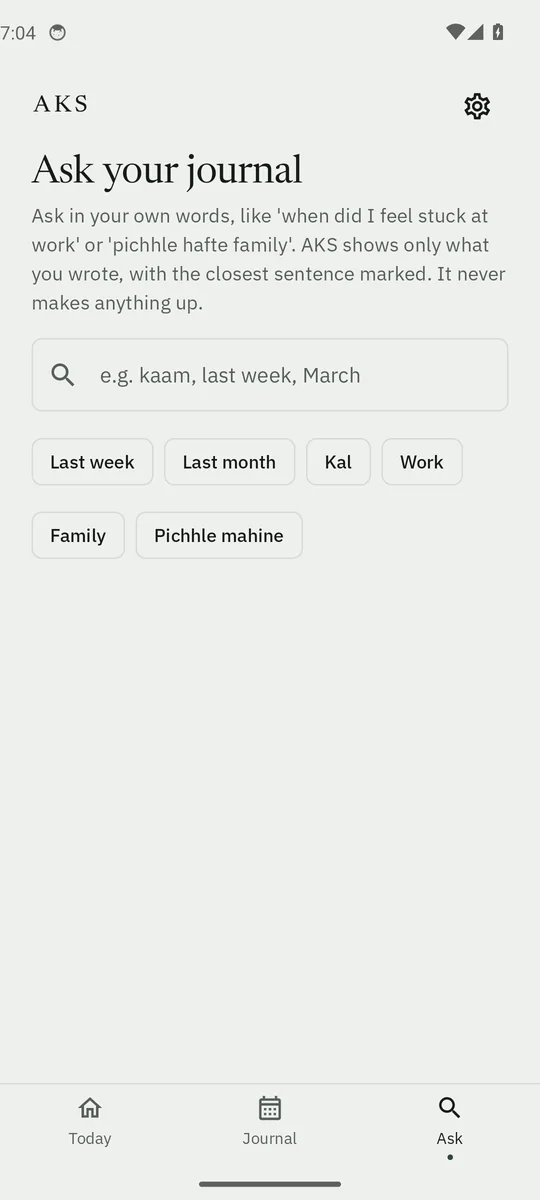 7:04
AKS
Ask your journal
Ask in your own words, like 'when did I feel stuck at
work' or 'pichhle hafte family'. AKS shows only what
you wrote, with the closest sentence marked. It never
makes anything up.
e.g. kaam, last week, March
Last week Last month Kal Work
Family Pichhle mahine
Today Journal Ask